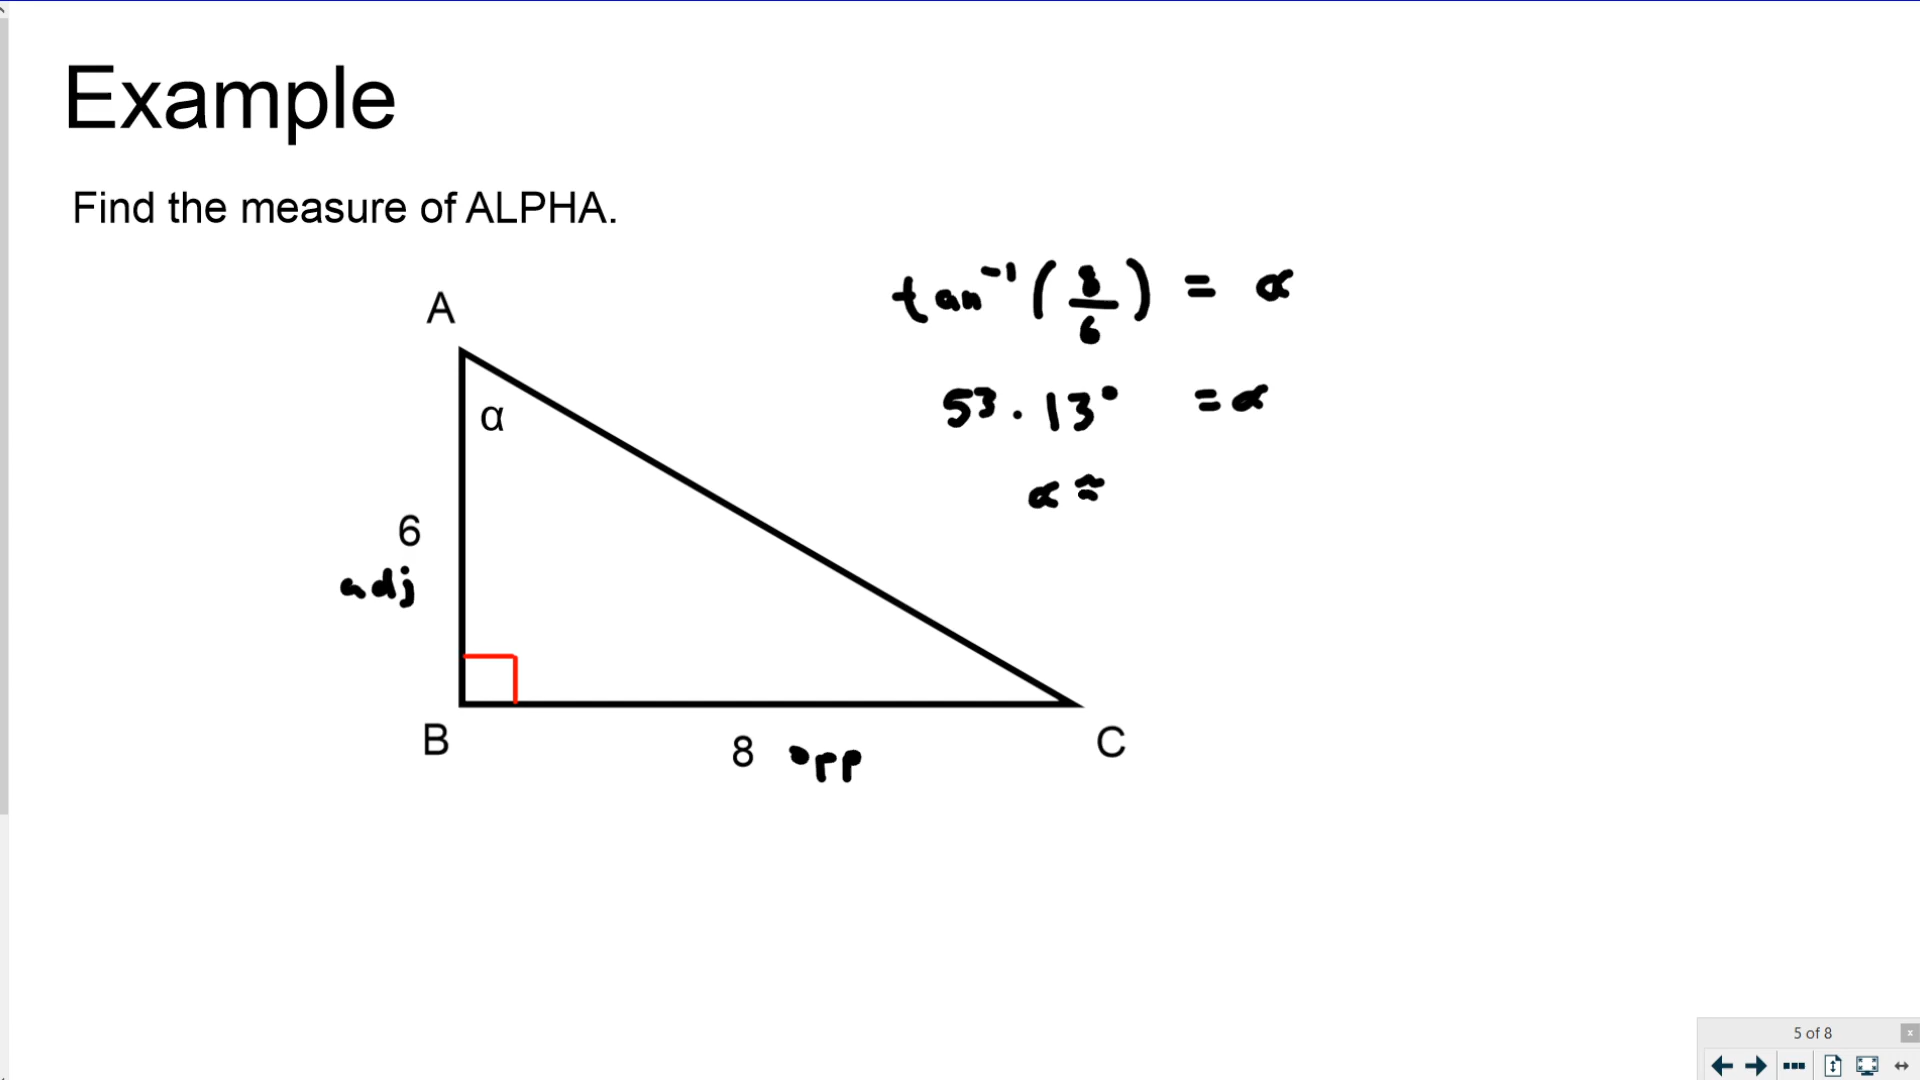 Example
Find the measure of ALPHA.
tan⁻¹(8/6) = α
A
α
53.13° = α
α ≈
6
adj
B
8 opp
C
5 of 8